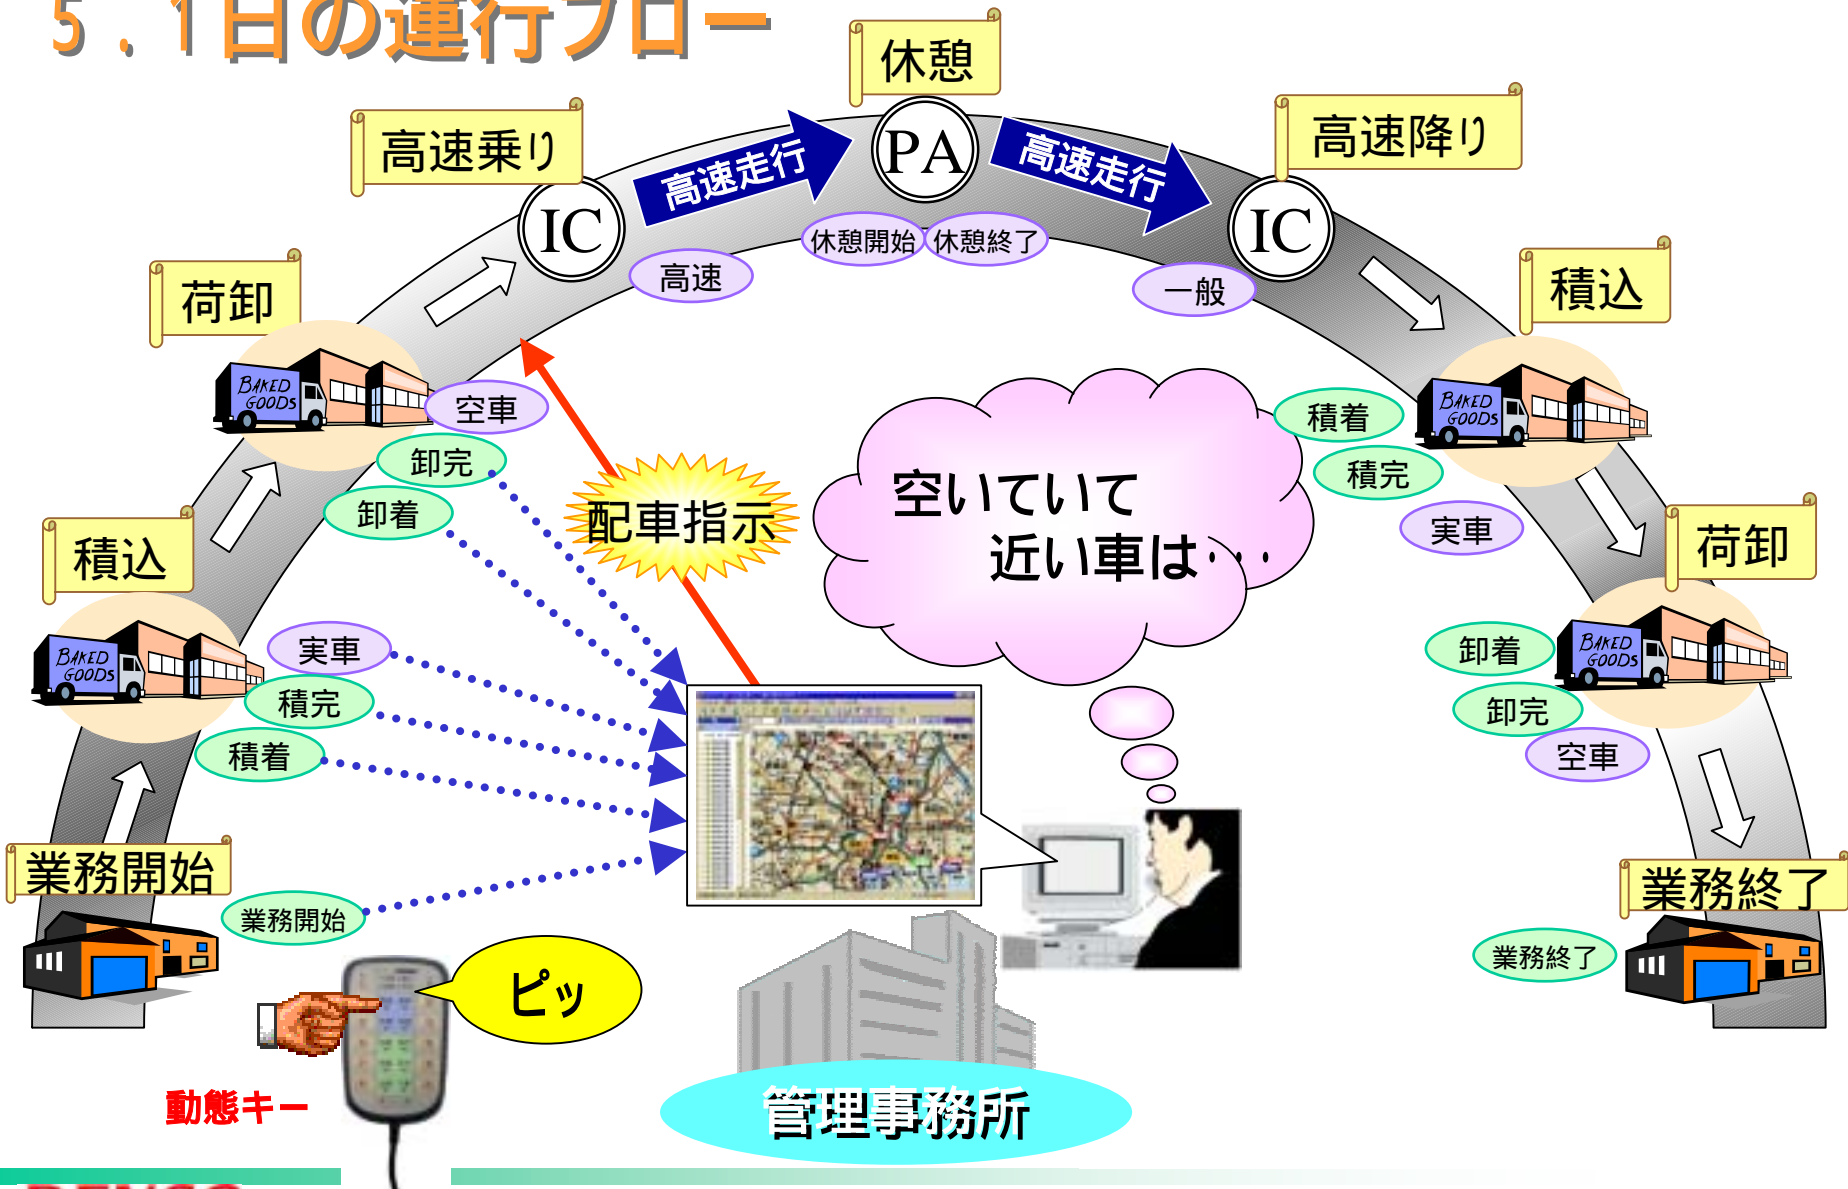 5．1日の運行フロー
休憩
高速乗り
高速降り
PA
高速走行
高速走行
IC
IC
休憩開始
休憩終了
高速
一般
荷卸
積込
BAKED
GOODS
空車
卸完
卸着
配車指示
空いていて
近い車は・・・
積着
積完
実車
BAKED
GOODS
積込
荷卸
実車
積完
積着
BAKED
GOODS
卸着
卸完
空車
BAKED
GOODS
業務開始
業務開始
業務終了
業務終了
ピッ
動態キー
管理事務所